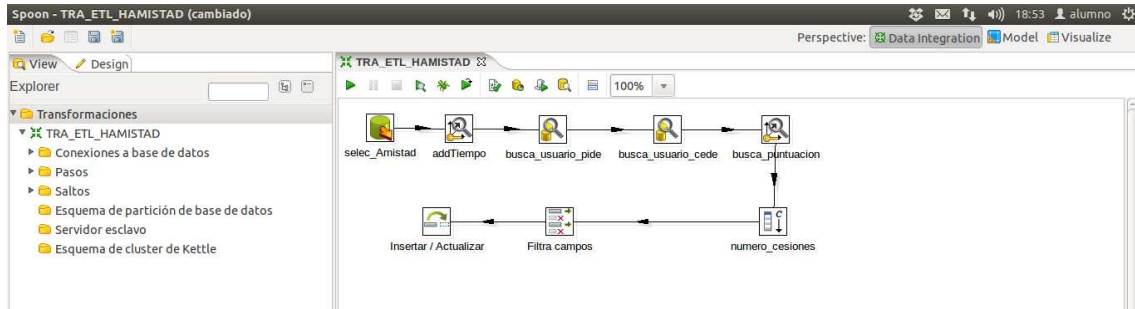 Spoon - TRA_ETL_HAMISTAD (cambiado)
18:53 alumno
Perspective: Data Integration Model Visualize
View Design
TRA_ETL_HAMISTAD
Explorer
100%
Transformaciones
TRA_ETL_HAMISTAD
Conexiones a base de datos
Pasos
Saltos
Esquema de partición de base de datos
Servidor esclavo
Esquema de cluster de Kettle
selec_Amistad addTiempo busca_usuario_pide busca_usuario_cede busca_puntuacion
Insertar / Actualizar Filtra campos numero_cesiones